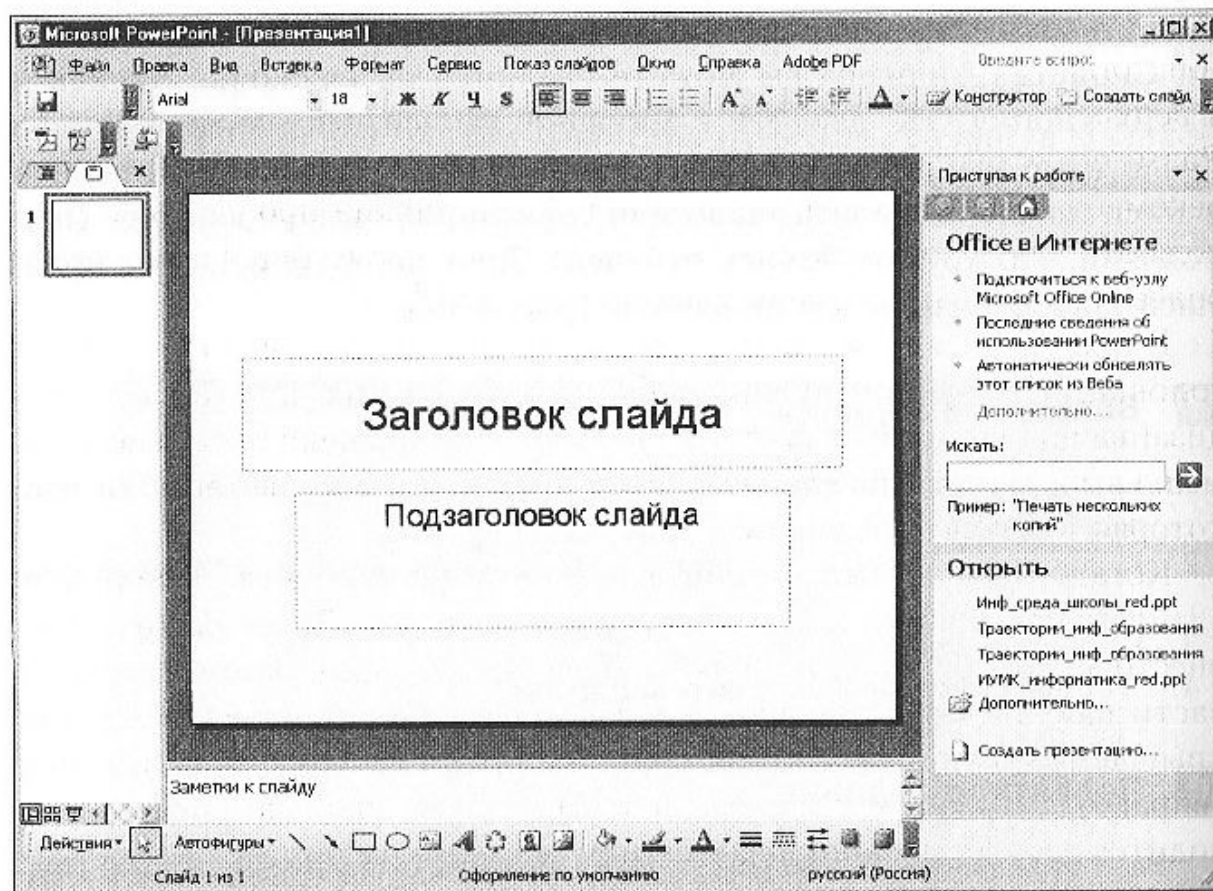 Microsoft PowerPoint - [Презентация1]
Файл Правка Вид Вставка Формат Сервис Показ слайдов Окно Справка Adobe PDF Введите вопрос
Arial 18 Ж К Ч S А А А Конструктор Создать слайд
Приступая к работе
1
Office в Интернете
Подключиться к веб-узлу
Microsoft Office Online
Последние сведения об
использовании PowerPoint
Автоматически обновлять
этот список из Веба
Дополнительно...
Искать:
Пример: "Печать нескольких
копий"
Заголовок слайда
Подзаголовок слайда
Открыть
Инф_среда_школы_red.ppt
Траектории_инф_образования
Траектории_инф_образования
ИУМК_информатика_red.ppt
Дополнительно...
Создать презентацию...
Заметки к слайду
Действия Автофигуры А
Слайд 1 из 1 Оформление по умолчанию русский (Россия)